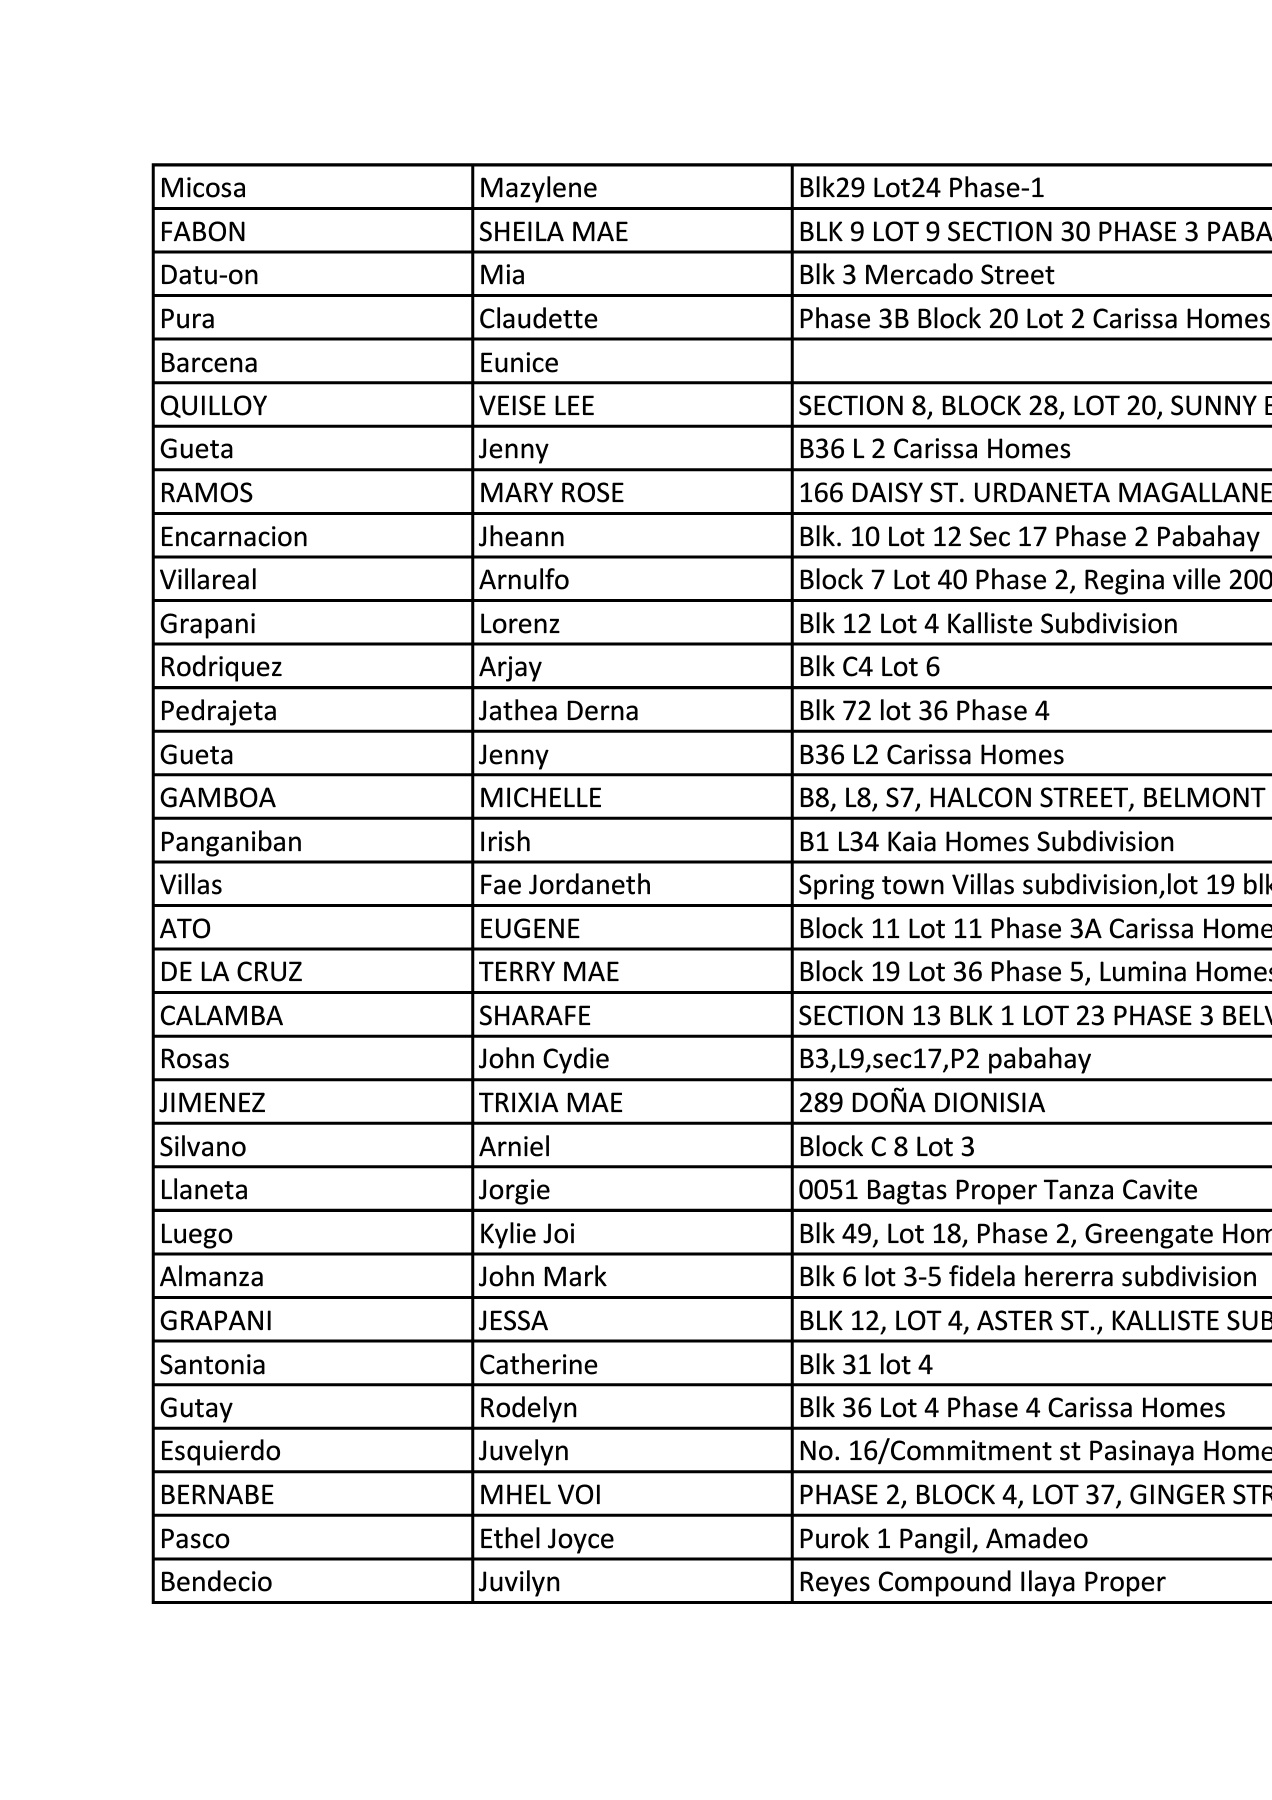 Micosa Mazylene Blk29 Lot24 Phase-1
FABON SHEILA MAE BLK 9 LOT 9 SECTION 30 PHASE 3 PABA
Datu-on Mia Blk 3 Mercado Street
Pura Claudette Phase 3B Block 20 Lot 2 Carissa Homes
Barcena Eunice
QUILLOY VEISE LEE SECTION 8, BLOCK 28, LOT 20, SUNNY
Gueta Jenny B36 L 2 Carissa Homes
RAMOS MARY ROSE 166 DAISY ST. URDANETA MAGALLANE
Encarnacion Jheann Blk. 10 Lot 12 Sec 17 Phase 2 Pabahay
Villareal Arnulfo Block 7 Lot 40 Phase 2, Regina ville 200
Grapani Lorenz Blk 12 Lot 4 Kalliste Subdivision
Rodriquez Arjay Blk C4 Lot 6
Pedrajeta Jathea Derna Blk 72 lot 36 Phase 4
Gueta Jenny B36 L2 Carissa Homes
GAMBOA MICHELLE B8, L8, S7, HALCON STREET, BELMONT
Panganiban Irish B1 L34 Kaia Homes Subdivision
Villas Fae Jordaneth Spring town Villas subdivision,lot 19 blk
ATO EUGENE Block 11 Lot 11 Phase 3A Carissa Home
DE LA CRUZ TERRY MAE Block 19 Lot 36 Phase 5, Lumina Homes
CALAMBA SHARAFE SECTION 13 BLK 1 LOT 23 PHASE 3 BELV
Rosas John Cydie B3,L9,sec17,P2 pabahay
JIMENEZ TRIXIA MAE 289 DOÑA DIONISIA
Silvano Arniel Block C 8 Lot 3
Llaneta Jorgie 0051 Bagtas Proper Tanza Cavite
Luego Kylie Joi Blk 49, Lot 18, Phase 2, Greengate Hom
Almanza John Mark Blk 6 lot 3-5 fidela hererra subdivision
GRAPANI JESSA BLK 12, LOT 4, ASTER ST., KALLISTE SUB
Santonia Catherine Blk 31 lot 4
Gutay Rodelyn Blk 36 Lot 4 Phase 4 Carissa Homes
Esquierdo Juvelyn No. 16/Commitment st Pasinaya Home
BERNABE MHEL VOI PHASE 2, BLOCK 4, LOT 37, GINGER STR
Pasco Ethel Joyce Purok 1 Pangil, Amadeo
Bendecio Juvilyn Reyes Compound Ilaya Proper